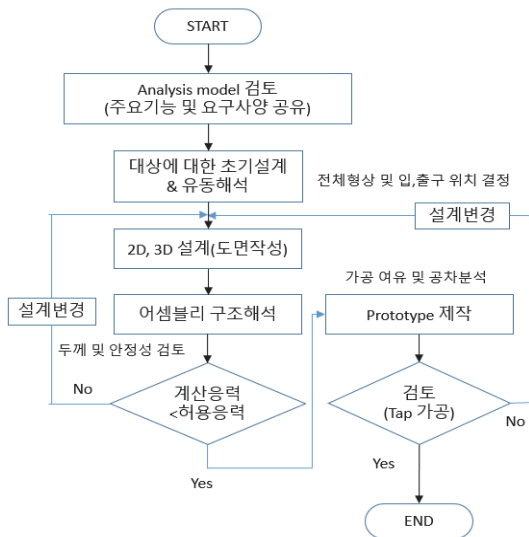 START
Analysis model 검토
(주요기능 및 요구사양 공유)
대상에 대한 초기설계
& 유동해석
전체형상 및 입,출구 위치 결정
설계변경
2D, 3D 설계(도면작성)
가공 여유 및 공차분석
설계변경
어셈블리 구조해석
Prototype 제작
두께 및 안정성 검토
No
계산응력
<허용응력
검토
(Tap 가공)
No
Yes
Yes
END